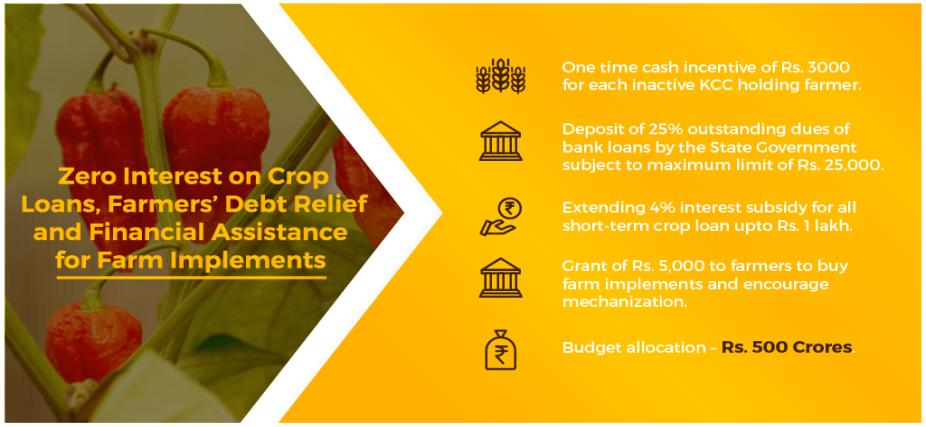 Zero Interest on Crop
Loans, Farmers' Debt Relief
and Financial Assistance
for Farm Implements
One time cash incentive of Rs. 3000
for each inactive KCC holding farmer.
Deposit of 25% outstanding dues of
bank loans by the State Government
subject to maximum limit of Rs. 25,000.
Extending 4% interest subsidy for all
short-term crop loan upto Rs. 1 lakh.
Grant of Rs. 5,000 to farmers to buy
farm implements and encourage
mechanization.
Budget allocation – Rs. 500 Crores.